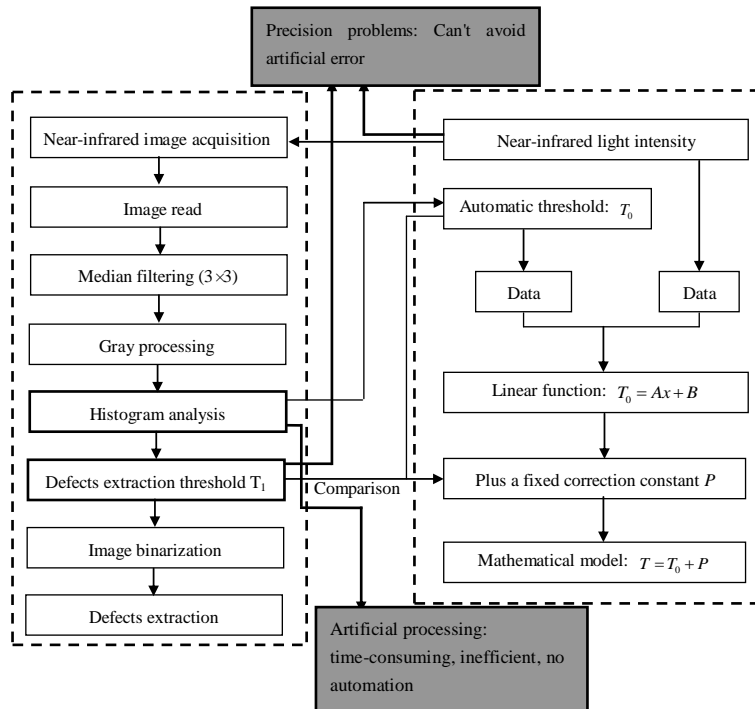 Precision problems: Can't avoid
artificial error
Near-infrared image acquisition
Image read
Median filtering (3×3)
Gray processing
Histogram analysis
Defects extraction threshold T₁
Image binarization
Defects extraction
Comparison
Near-infrared light intensity
Automatic threshold: T₀
Data
Data
Linear function: T₀ = Ax + B
Plus a fixed correction constant P
Mathematical model: T = T₀ + P
Artificial processing:
time-consuming, inefficient, no
automation